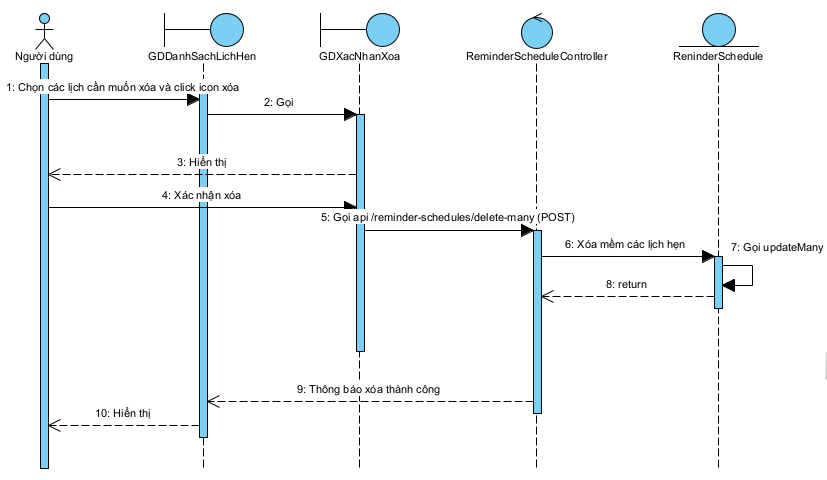 Người dùng
GDDanhSachLichHen
GDXacNhanXoa
ReminderScheduleController
ReninderSchedule
1: Chọn các lịch cần muốn xóa và click icon xóa
2: Gọi
3: Hiển thị
4: Xác nhận xóa
5: Gọi api /reminder-schedules/delete-many (POST)
6: Xóa mềm các lịch hẹn
7: Gọi updateMany
8: return
9: Thông báo xóa thành công
10: Hiển thị